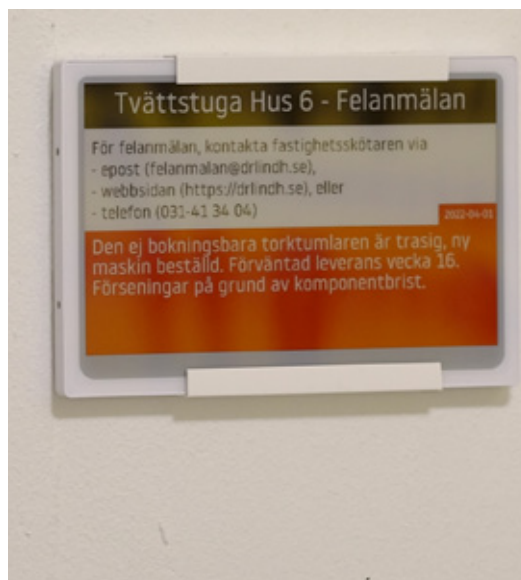 Tvättstuga Hus 6 - Felanmälan
För felanmälan, kontakta fastighetsskötaren via
- epost (felanmalan@drlindh.se),
- webbsidan (https://drlindh.se), eller
- telefon (031-41 34 04)
2022-04-01
Den ej bokningsbara torktumlaren är trasig, ny
maskin beställd. Förväntad leverans vecka 16.
Förseningar på grund av komponentbrist.